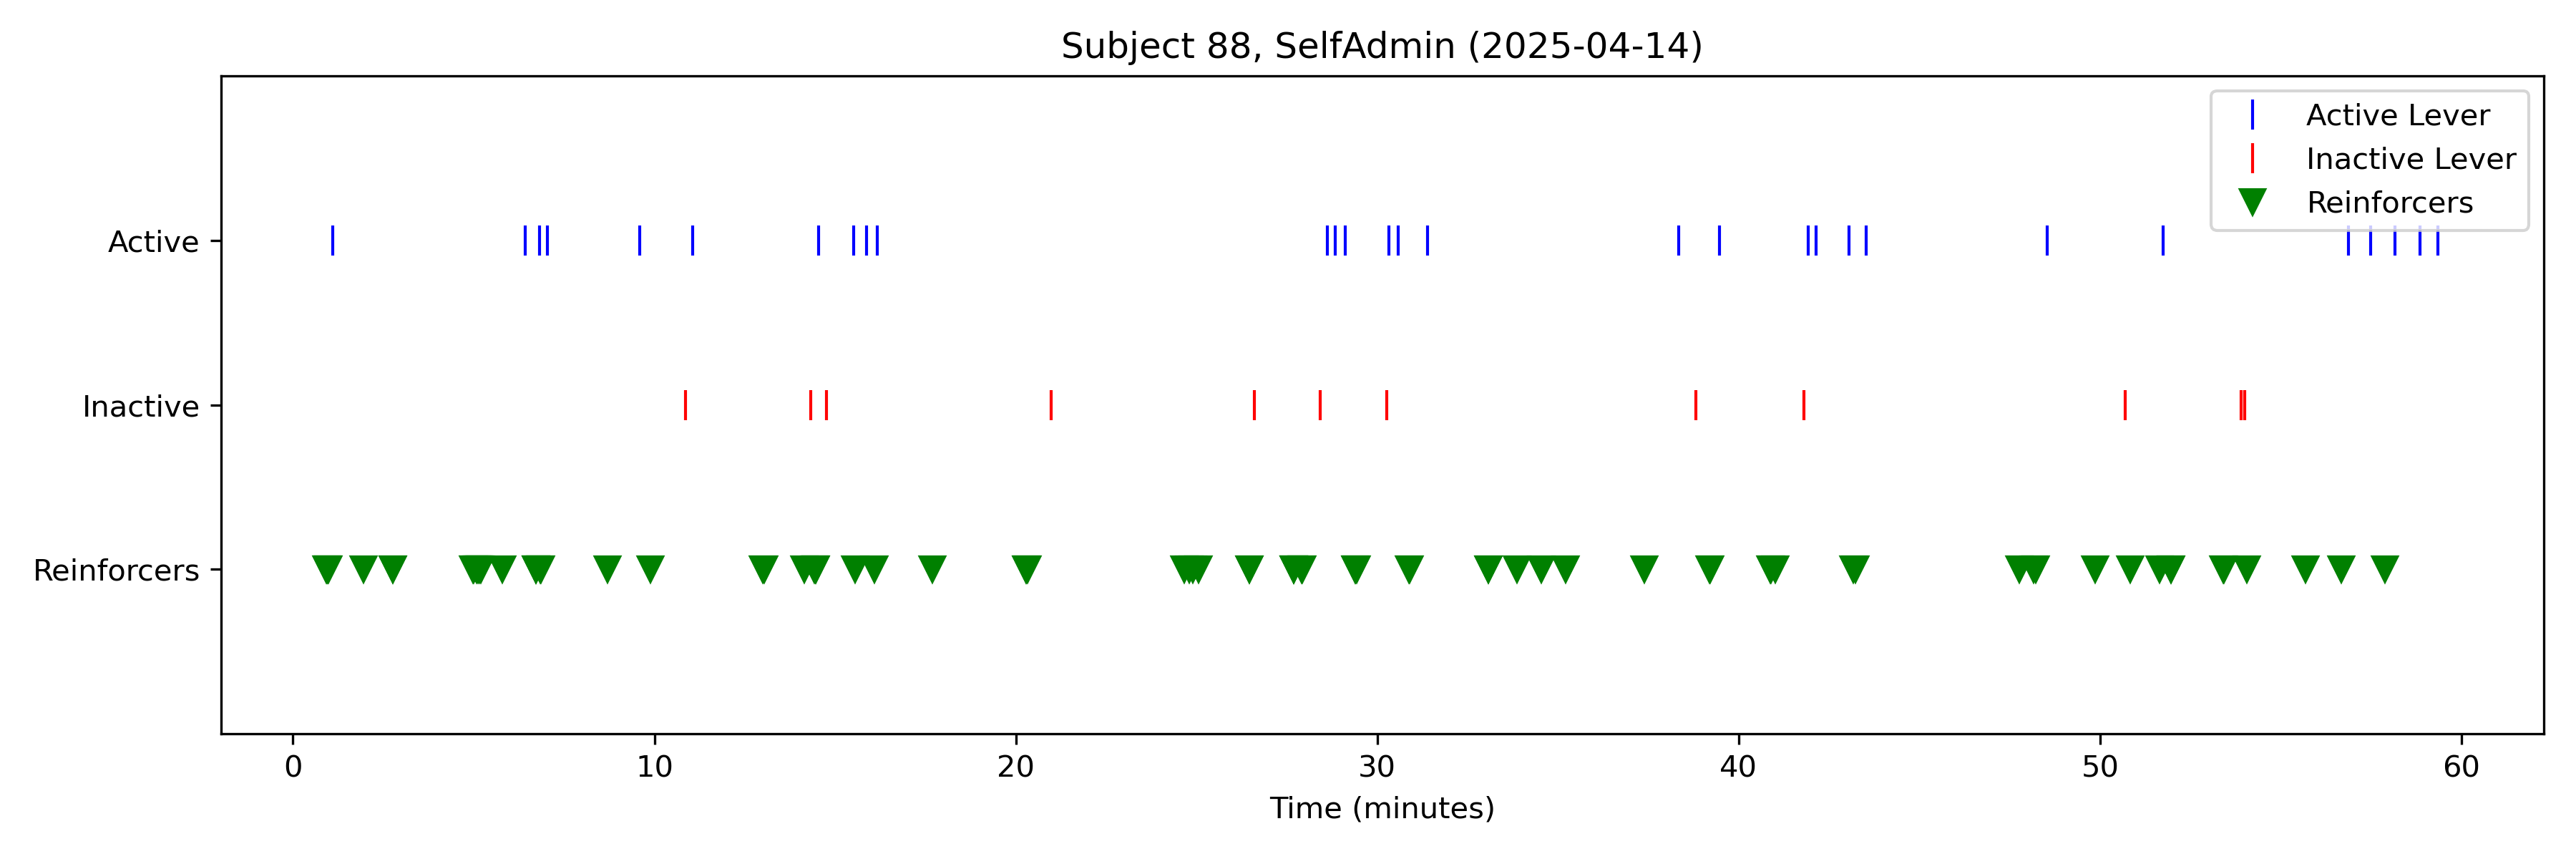 Subject 88, SelfAdmin (2025-04-14)
Active Lever
Inactive Lever
Reinforcers
Active
Inactive
Reinforcers
0 10 20 30 40 50 60
Time (minutes)